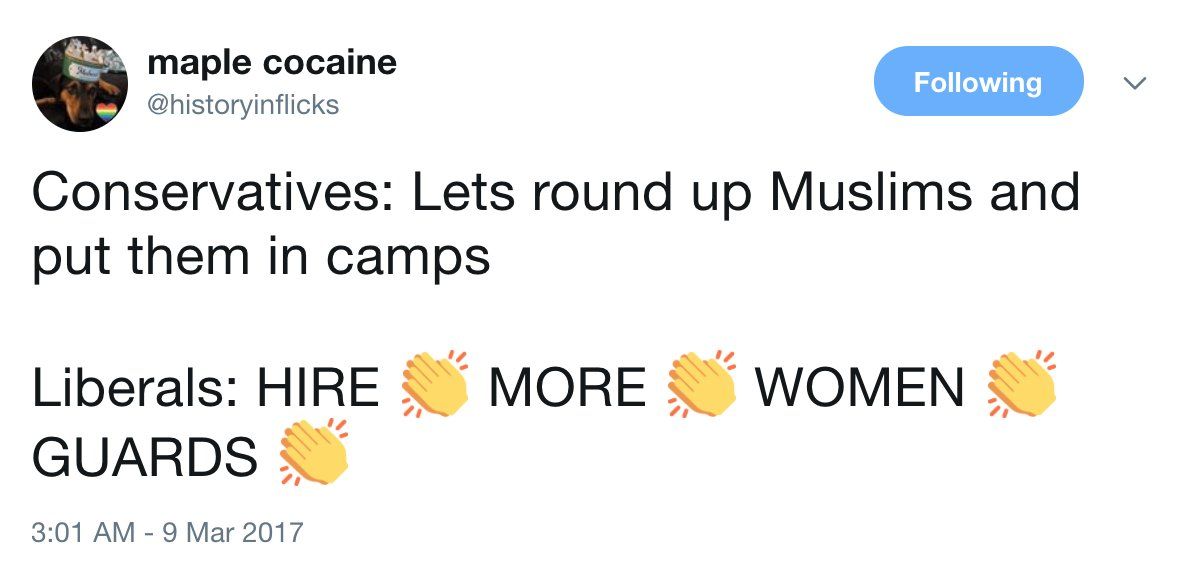 maple cocaine
@historyinflicks
Following
Conservatives: Lets round up Muslims and
put them in camps
Liberals: HIRE 👏 MORE 👏 WOMEN 👏
GUARDS 👏
3:01 AM - 9 Mar 2017